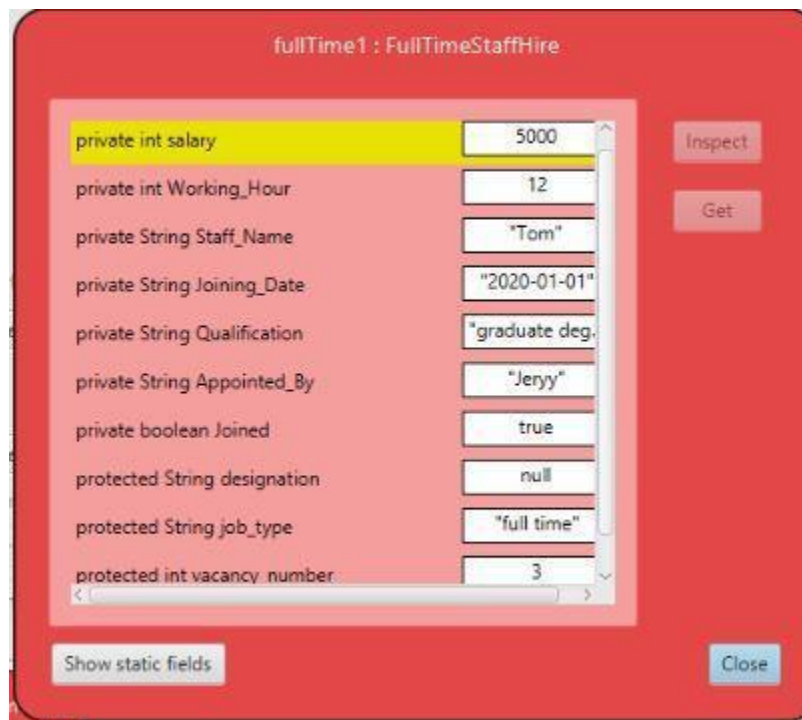 fullTime1 : FullTimeStaffHire
private int salary 5000
Inspect
private int Working_Hour 12
Get
private String Staff_Name "Tom"
private String Joining_Date "2020-01-01"
private String Qualification "graduate deg.
private String Appointed_By "Jeryy"
private boolean Joined true
protected String designation null
protected String job_type "full time"
protected int vacancy_number 3
Show static fields
Close